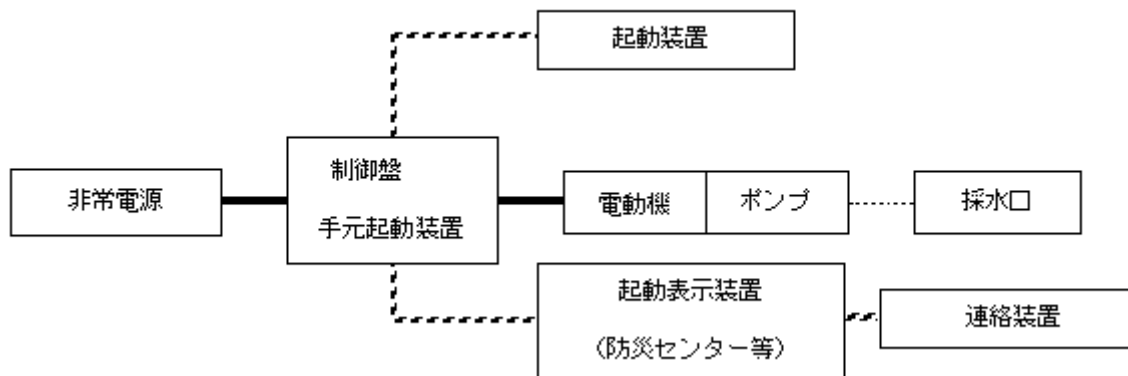 起動装置
制御盤
手元起動装置
非常電源
電動機
ポンプ
採水口
起動表示装置
(防災センター等)
連絡装置